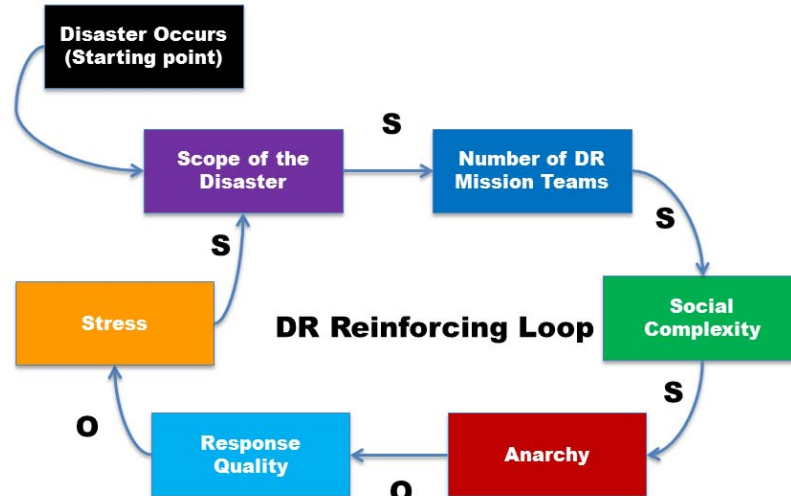 Disaster Occurs
(Starting point)
S
Scope of the
Disaster
Number of DR
Mission Teams
S
S
Stress
DR Reinforcing Loop
Social
Complexity
S
O
Response
Quality
Anarchy
O